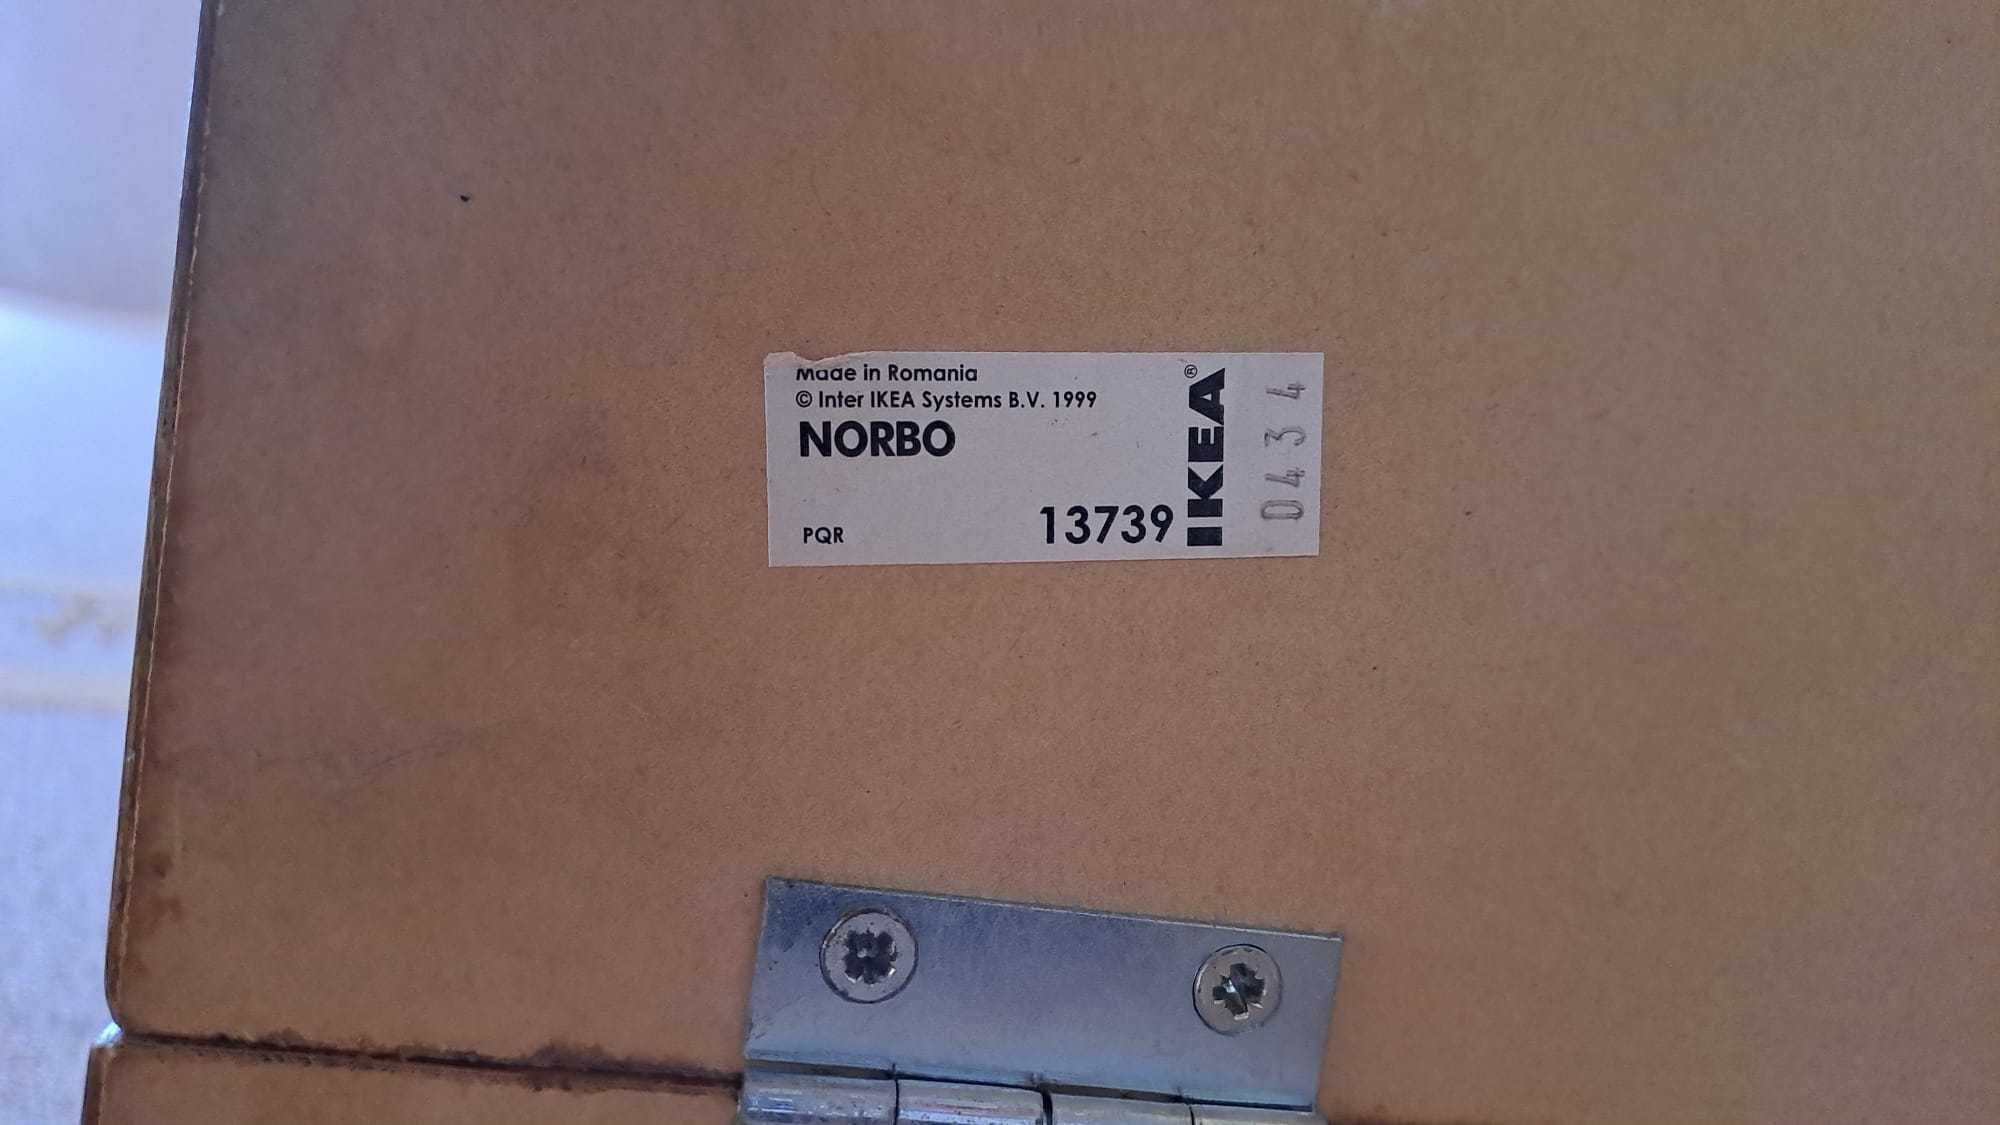 Made in Romania
© Inter IKEA Systems B.V. 1999
NORBO
PQR
13739
IKEA®
0434